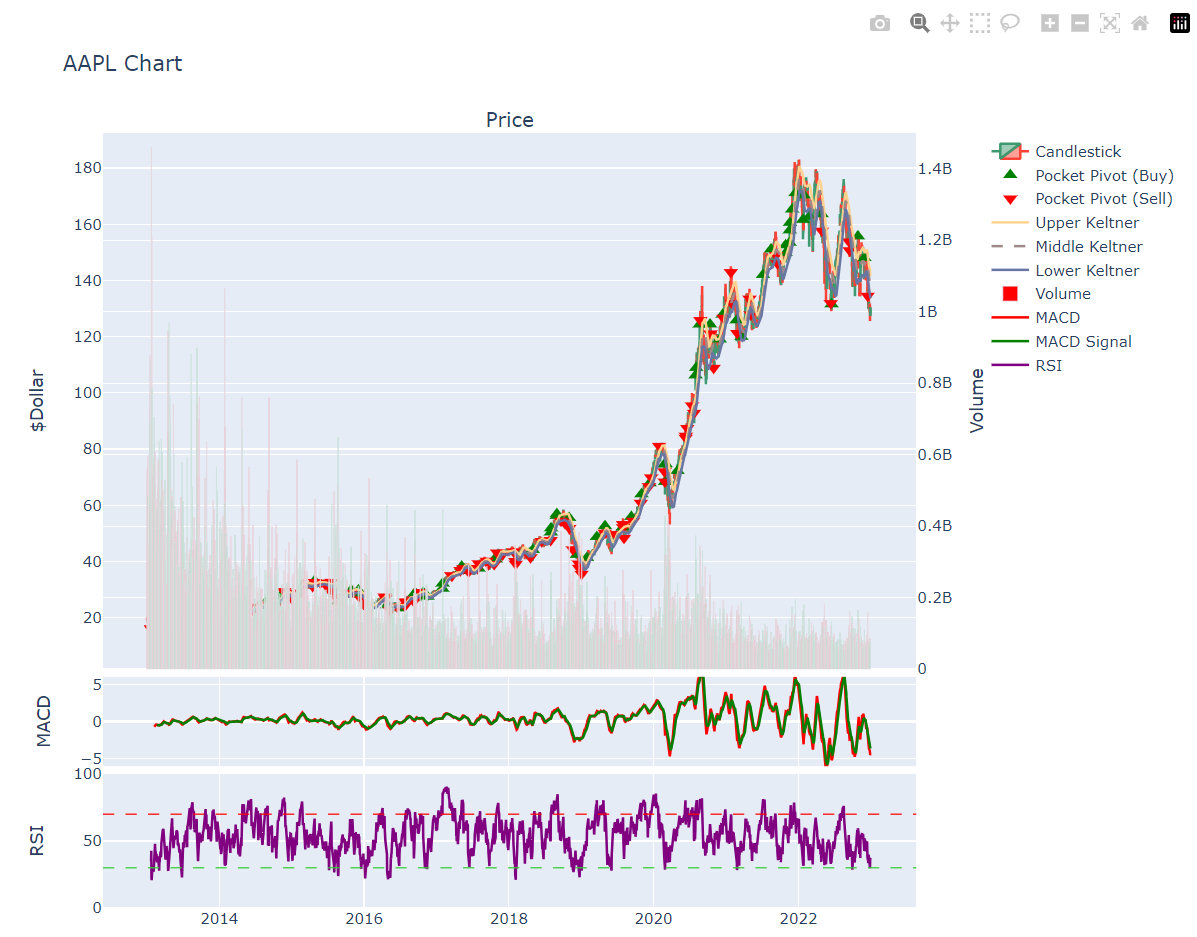 AAPL Chart
Price
180
160
140
120
100
80
60
40
20
$Dollar
1.4B
1.2B
1B
0.8B
0.6B
0.4B
0.2B
0
Volume
Candlestick
Pocket Pivot (Buy)
Pocket Pivot (Sell)
Upper Keltner
Middle Keltner
Lower Keltner
Volume
MACD
MACD Signal
RSI
5
0
−5
MACD
100
50
0
RSI
2014
2016
2018
2020
2022